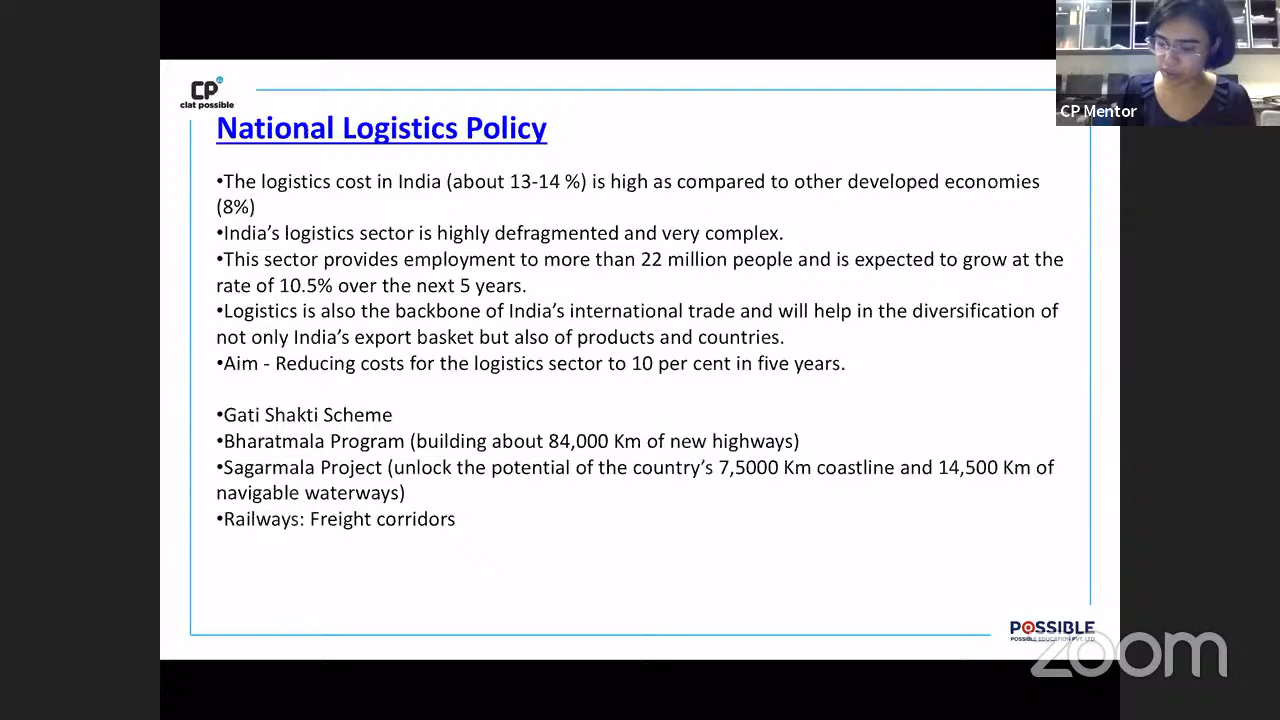 CP
clat possible
CP Mentor
National Logistics Policy
•The logistics cost in India (about 13-14 %) is high as compared to other developed economies
(8%)
•India’s logistics sector is highly defragmented and very complex.
•This sector provides employment to more than 22 million people and is expected to grow at the
rate of 10.5% over the next 5 years.
•Logistics is also the backbone of India’s international trade and will help in the diversification of
not only India’s export basket but also of products and countries.
•Aim - Reducing costs for the logistics sector to 10 per cent in five years.
•Gati Shakti Scheme
•Bharatmala Program (building about 84,000 Km of new highways)
•Sagarmala Project (unlock the potential of the country’s 7,5000 Km coastline and 14,500 Km of
navigable waterways)
•Railways: Freight corridors
POSSIBLE
POSSIBLE EDUCATION PVT. LTD.
zoom